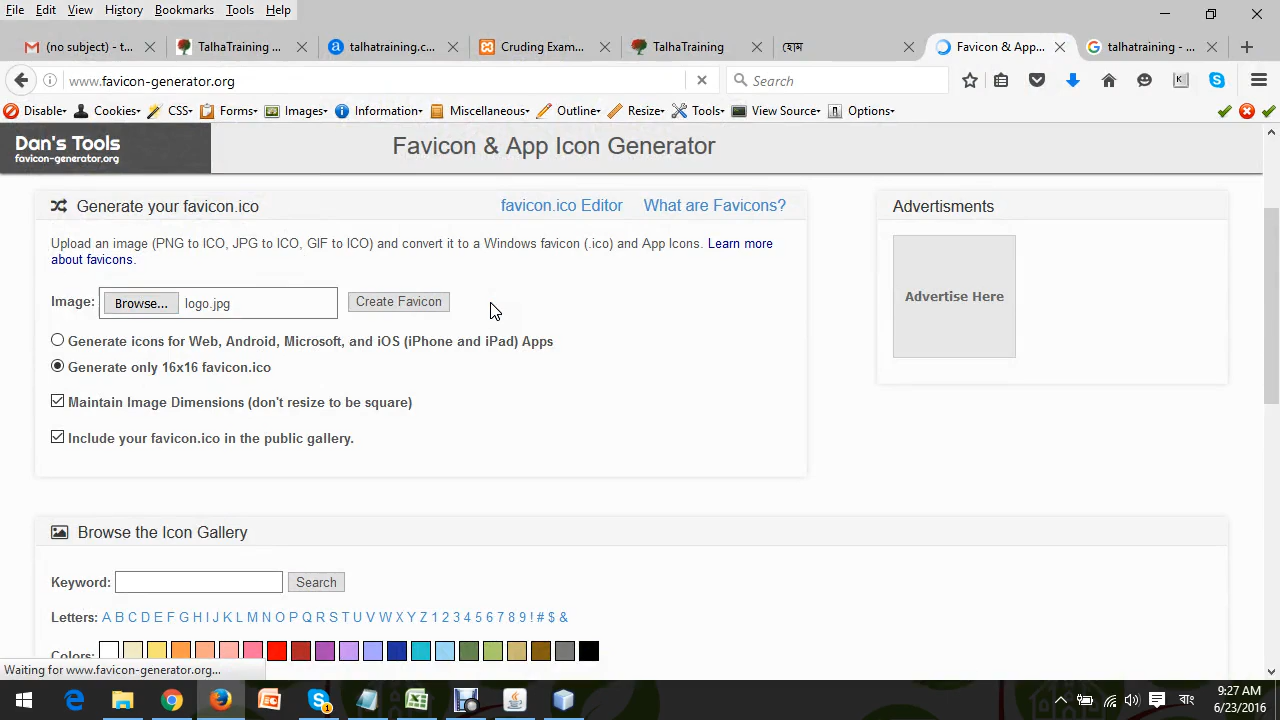 File Edit View History Bookmarks Tools Help
(no subject) - t... TalhaTraining ... talhatraining.c... Cruding Exam... TalhaTraining হোম Favicon & App... talhatraining - ...
www.favicon-generator.org Search
Disable Cookies CSS Forms Images Information Miscellaneous Outline Resize Tools View Source Options
Dan's Tools
favicon-generator.org
Favicon & App Icon Generator
Generate your favicon.ico favicon.ico Editor What are Favicons?
Upload an image (PNG to ICO, JPG to ICO, GIF to ICO) and convert it to a Windows favicon (.ico) and App Icons. Learn more
about favicons.
Image: Browse... logo.jpg Create Favicon
Generate icons for Web, Android, Microsoft, and iOS (iPhone and iPad) Apps
Generate only 16x16 favicon.ico
Maintain Image Dimensions (don't resize to be square)
Include your favicon.ico in the public gallery.
Advertisments
Advertise Here
Browse the Icon Gallery
Keyword: Search
Letters: A B C D E F G H I J K L M N O P Q R S T U V W X Y Z 1 2 3 4 5 6 7 8 9 ! # $ &
Colors:
Waiting for www.favicon-generator.org...
বাং 9:27 AM
6/23/2016